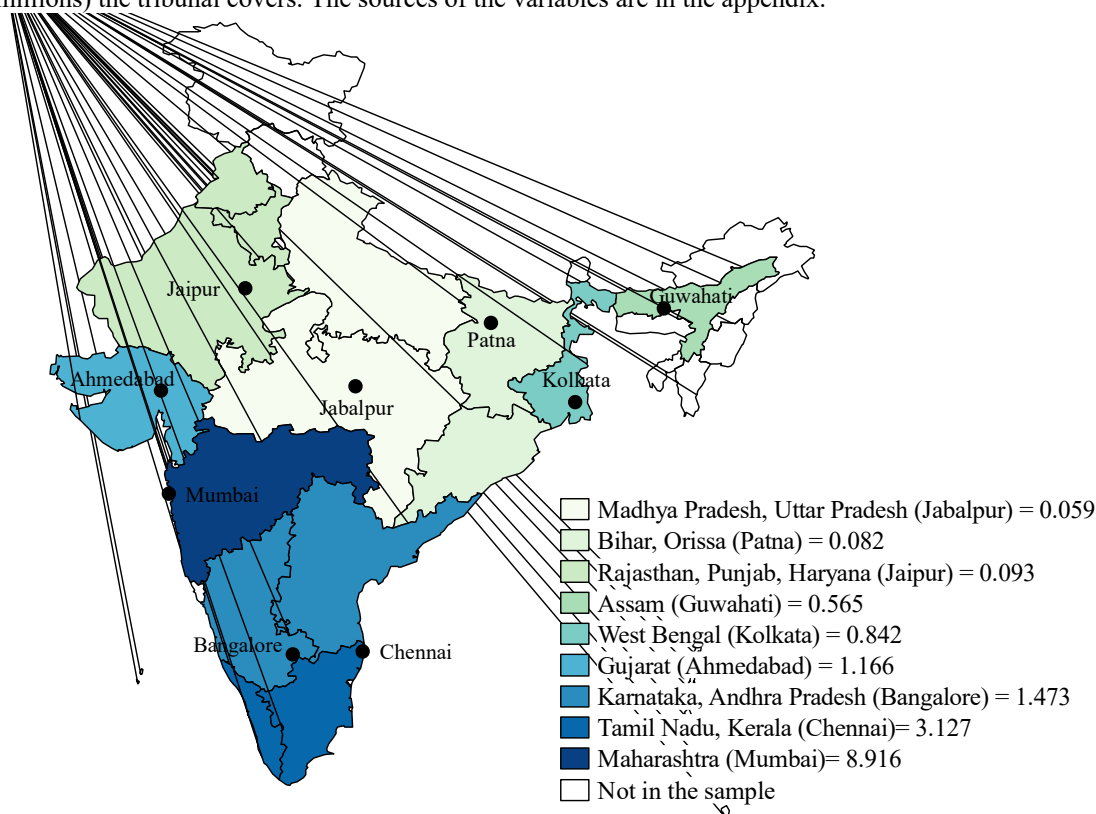 millions) the tribunal covers. The sources of the variables are in the appendix.
Jaipur
Guwahati
Patna
Ahmedabad
Kolkata
Jabalpur
Mumbai
Madhya Pradesh, Uttar Pradesh (Jabalpur) = 0.059
Bihar, Orissa (Patna) = 0.082
Rajasthan, Punjab, Haryana (Jaipur) = 0.093
Assam (Guwahati) = 0.565
West Bengal (Kolkata) = 0.842
Bangalore
Chennai
Gujarat (Ahmedabad) = 1.166
Karnataka, Andhra Pradesh (Bangalore) = 1.473
Tamil Nadu, Kerala (Chennai)= 3.127
Maharashtra (Mumbai)= 8.916
Not in the sample